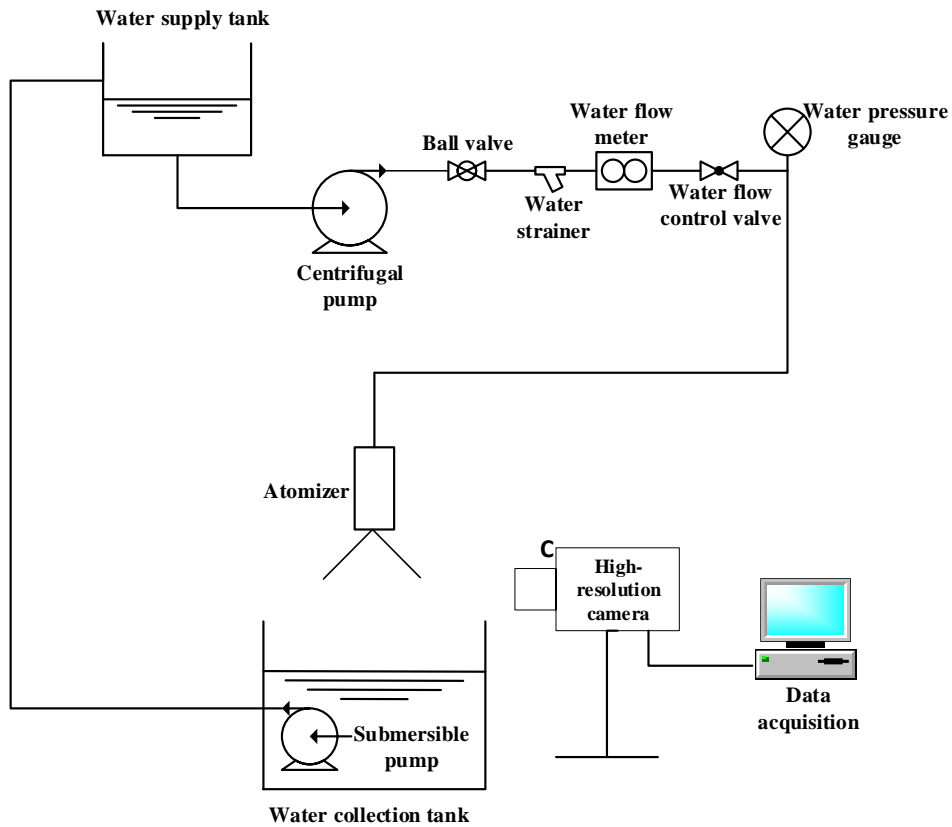 Water supply tank
Water flow
meter
Water pressure
gauge
Ball valve
Water
strainer
Water flow
control valve
Centrifugal
pump
Atomizer
C
High-
resolution
camera
Data
acquisition
Submersible
pump
Water collection tank